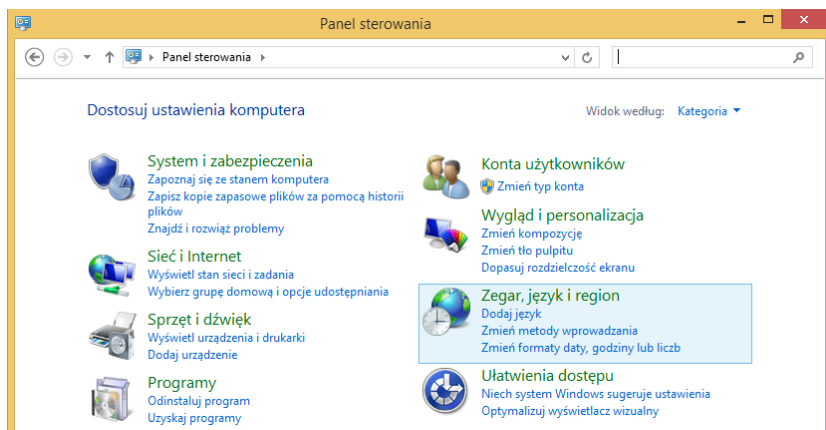 Panel sterowania
Panel sterowania
Dostosuj ustawienia komputera
Widok według: Kategoria
System i zabezpieczenia
Zapoznaj się ze stanem komputera
Zapisz kopie zapasowe plików za pomocą historii
plików
Znajdź i rozwiąż problemy
Sieć i Internet
Wyświetl stan sieci i zadania
Wybierz grupę domową i opcje udostępniania
Sprzęt i dźwięk
Wyświetl urządzenia i drukarki
Dodaj urządzenie
Programy
Odinstaluj program
Uzyskaj programy
Konta użytkowników
Zmień typ konta
Wygląd i personalizacja
Zmień kompozycję
Zmień tło pulpitu
Dopasuj rozdzielczość ekranu
Zegar, język i region
Dodaj język
Zmień metody wprowadzania
Zmień formaty daty, godziny lub liczb
Ułatwienia dostępu
Niech system Windows sugeruje ustawienia
Optymalizuj wyświetlacz wizualny